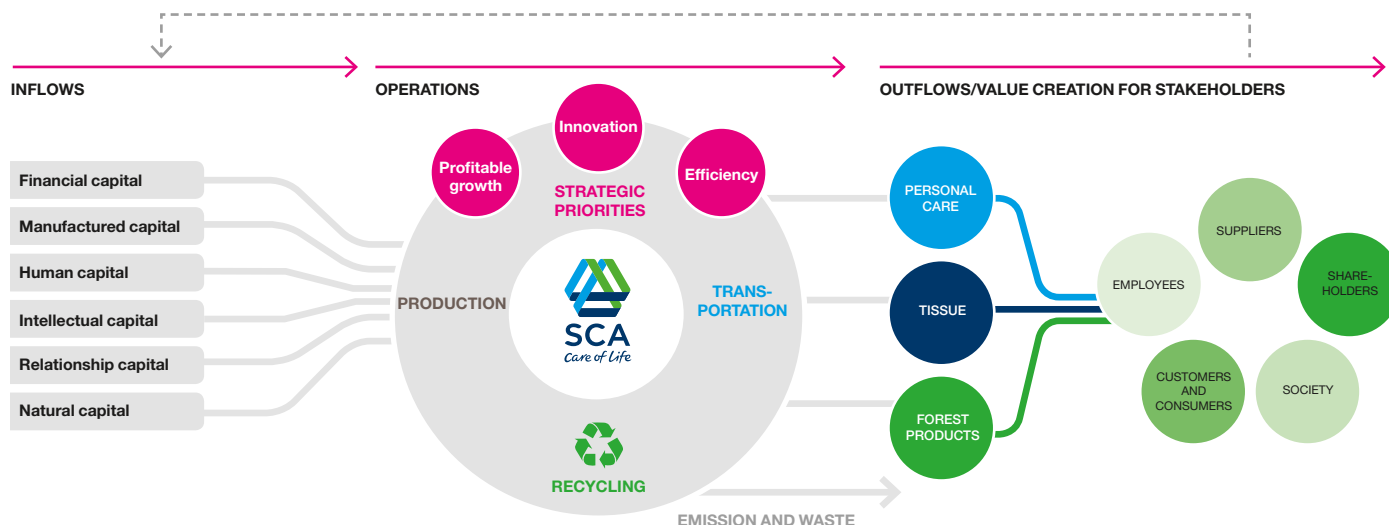 INFLOWS
OPERATIONS
OUTFLOWS/VALUE CREATION FOR STAKEHOLDERS
Financial capital
Manufactured capital
Human capital
Intellectual capital
Relationship capital
Natural capital
Profitable
growth
Innovation
Efficiency
STRATEGIC
PRIORITIES
PRODUCTION
SCA
Care of Life
TRANS-
PORTATION
RECYCLING
EMISSION AND WASTE
PERSONAL
CARE
TISSUE
FOREST
PRODUCTS
EMPLOYEES
SUPPLIERS
SHARE-
HOLDERS
CUSTOMERS
AND
CONSUMERS
SOCIETY